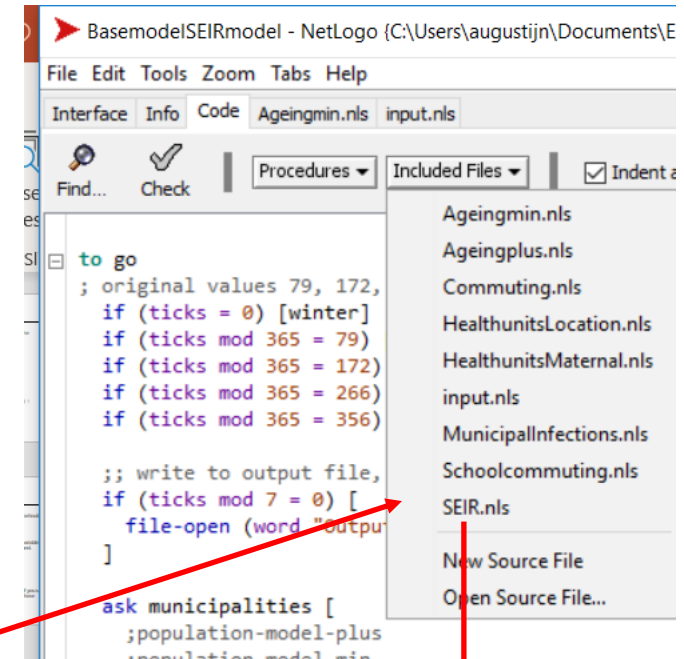 BasemodelSEIRmodel - NetLogo {C:\Users\augustijn\Documents\E
File Edit Tools Zoom Tabs Help
Interface Info Code Ageingmin.nls input.nls
Find... Check Procedures Included Files Indent a
Ageingmin.nls
Ageingplus.nls
Commuting.nls
HealthunitsLocation.nls
HealthunitsMaternal.nls
input.nls
MunicipalInfections.nls
Schoolcommuting.nls
SEIR.nls
New Source File
Open Source File...
to go
; original values 79, 172,
if (ticks = 0) [winter]
if (ticks mod 365 = 79)
if (ticks mod 365 = 172)
if (ticks mod 365 = 266)
if (ticks mod 365 = 356)
;; write to output file,
if (ticks mod 7 = 0) [
file-open (word "Outpu
]
ask municipalities [
;population-model-plus
;population-model-min